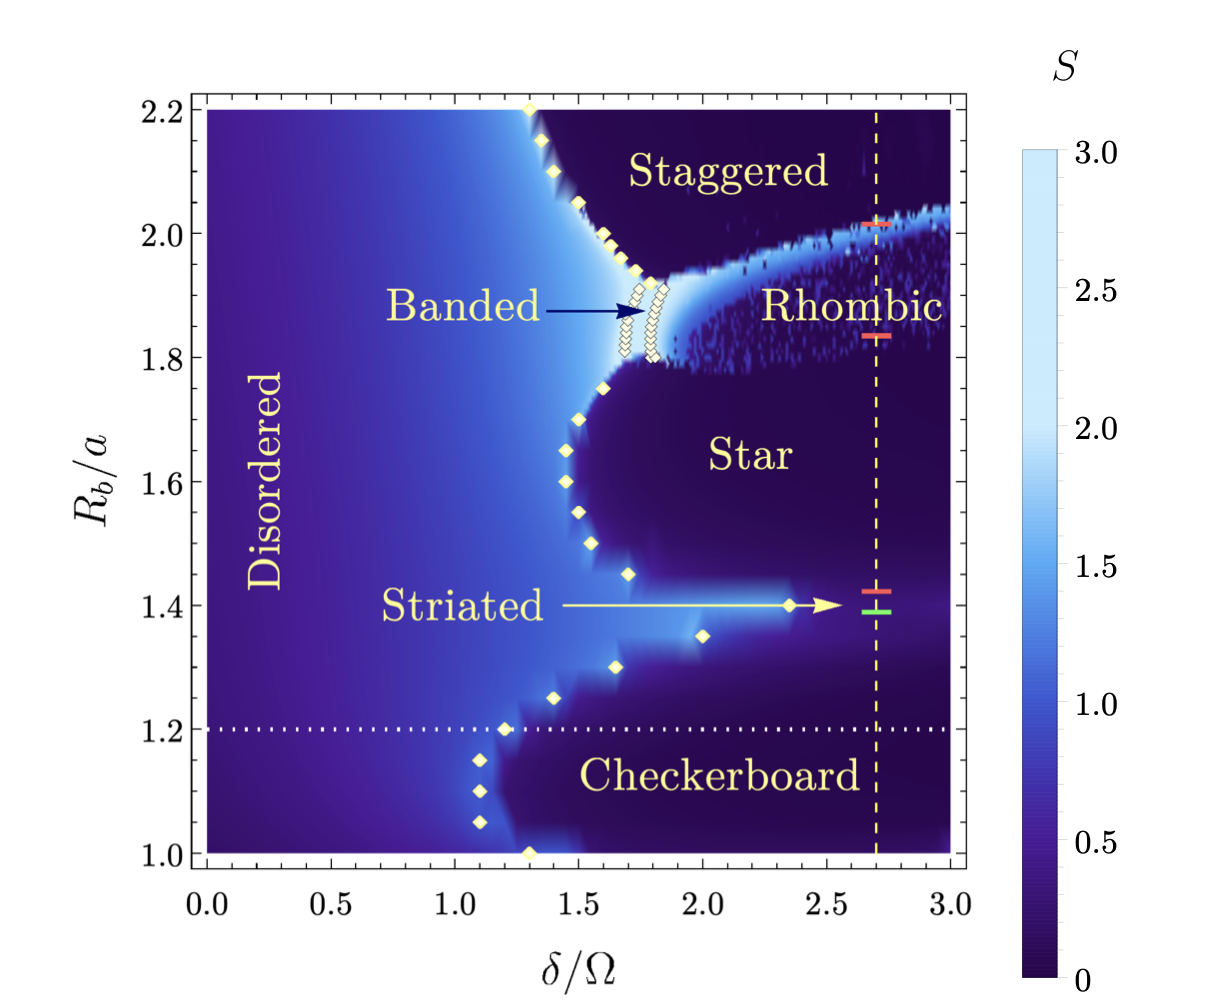 S
2.2
2.0
1.8
1.6
1.4
1.2
1.0
R_b/a
Staggered
Banded
Rhombic
Disordered
Star
Striated
Checkerboard
0.0 0.5 1.0 1.5 2.0 2.5 3.0
δ/Ω
3.0
2.5
2.0
1.5
1.0
0.5
0